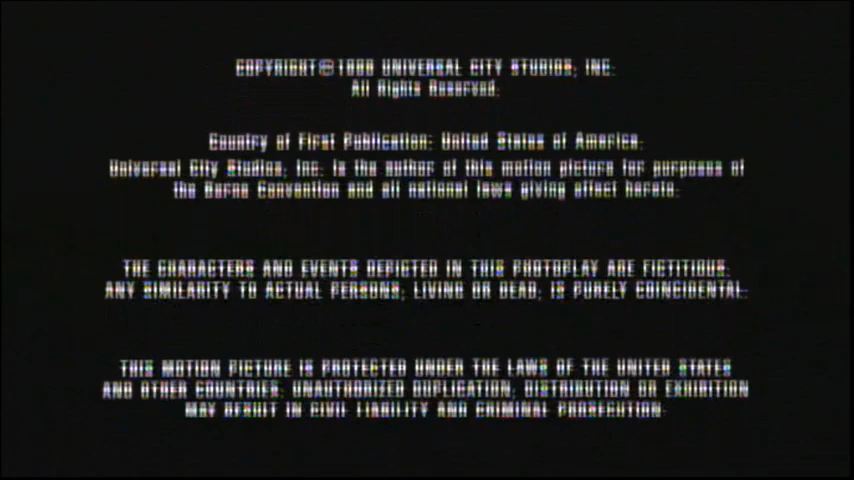 COPYRIGHT © UNIVERSAL CITY STUDIOS, INC.
All Rights Reserved.
Country of First Publication: United States of America.
Universal City Studios, Inc. is the author of this motion picture for purposes of
the Berne Convention and all national laws giving effect hereto.
THE CHARACTERS AND EVENTS DEPICTED IN THIS PHOTOPLAY ARE FICTITIOUS.
ANY SIMILARITY TO ACTUAL PERSONS, LIVING OR DEAD, IS PURELY COINCIDENTAL.
THIS MOTION PICTURE IS PROTECTED UNDER THE LAWS OF THE UNITED STATES
AND OTHER COUNTRIES. UNAUTHORIZED DUPLICATION, DISTRIBUTION OR EXHIBITION
MAY RESULT IN CIVIL LIABILITY AND CRIMINAL PROSECUTION.